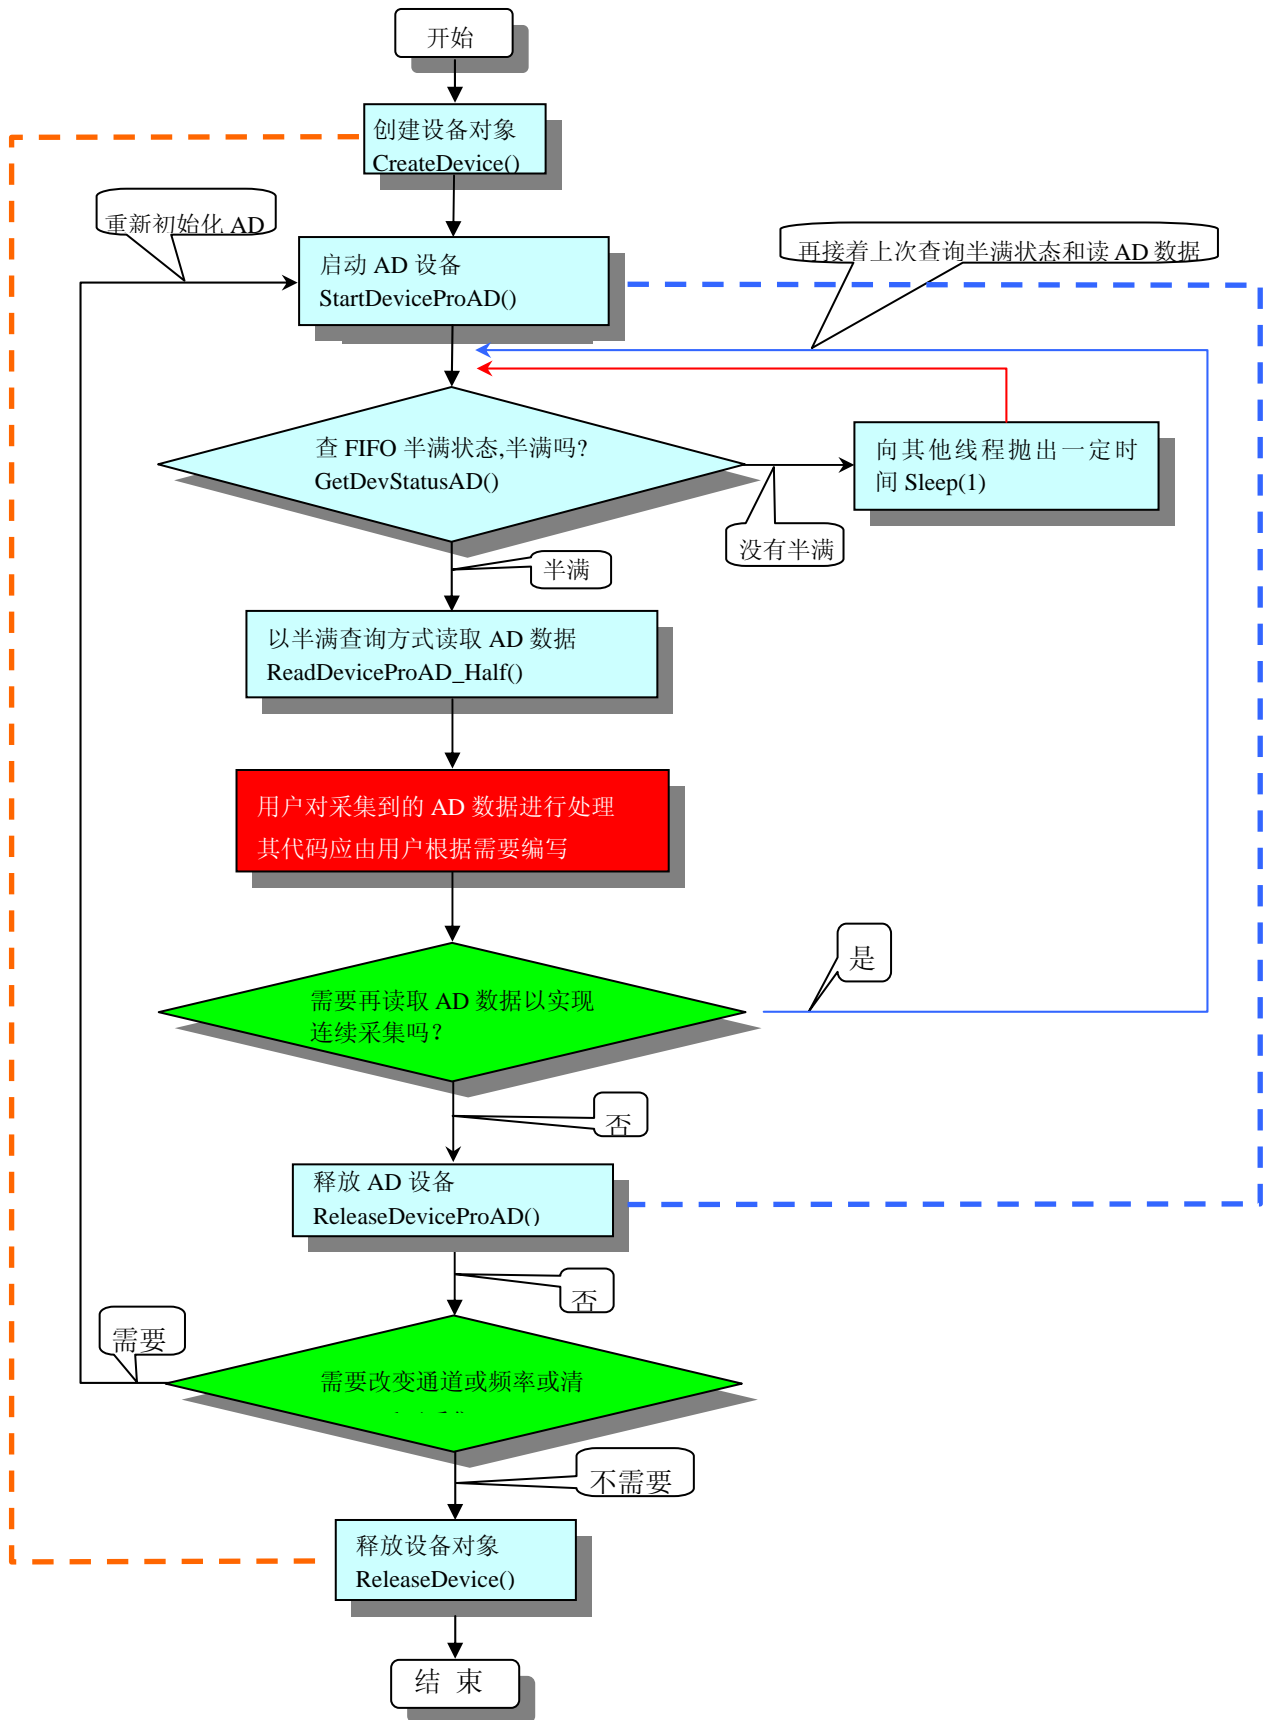 开始
创建设备对象
CreateDevice()
重新初始化 AD
启动 AD 设备
StartDeviceProAD()
再接着上次查询半满状态和读 AD 数据
查 FIFO 半满状态,半满吗?
GetDevStatusAD()
向其他线程抛出一定时
间 Sleep(1)
没有半满
半满
以半满查询方式读取 AD 数据
ReadDeviceProAD_Half()
用户对采集到的 AD 数据进行处理
其代码应由用户根据需要编写
是
需要再读取 AD 数据以实现
连续采集吗?
否
释放 AD 设备
ReleaseDeviceProAD()
否
需要
需要改变通道或频率或清
不需要
释放设备对象
ReleaseDevice()
结 束